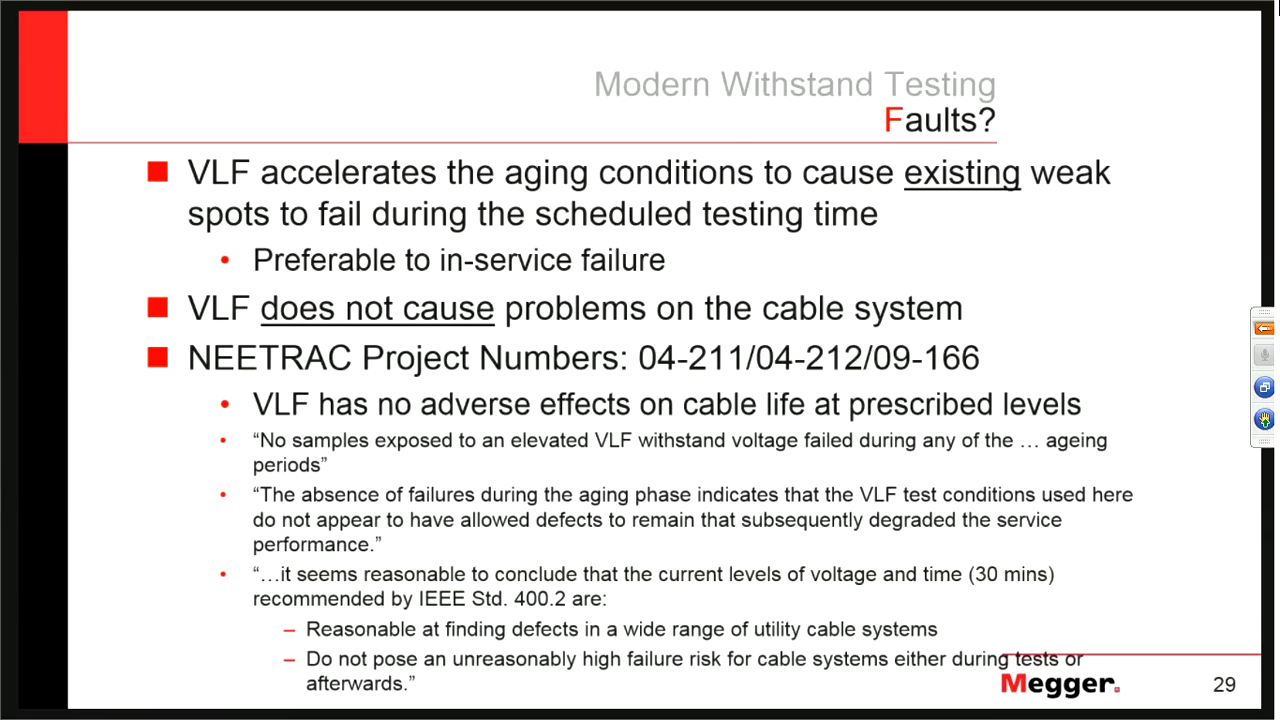 Modern Withstand Testing
Faults?
VLF accelerates the aging conditions to cause existing weak
spots to fail during the scheduled testing time
Preferable to in-service failure
VLF does not cause problems on the cable system
NEETRAC Project Numbers: 04-211/04-212/09-166
VLF has no adverse effects on cable life at prescribed levels
“No samples exposed to an elevated VLF withstand voltage failed during any of the … ageing
periods”
“The absence of failures during the aging phase indicates that the VLF test conditions used here
do not appear to have allowed defects to remain that subsequently degraded the service
performance.”
“…it seems reasonable to conclude that the current levels of voltage and time (30 mins)
recommended by IEEE Std. 400.2 are:
– Reasonable at finding defects in a wide range of utility cable systems
– Do not pose an unreasonably high failure risk for cable systems either during tests or
afterwards.”
Megger.
29